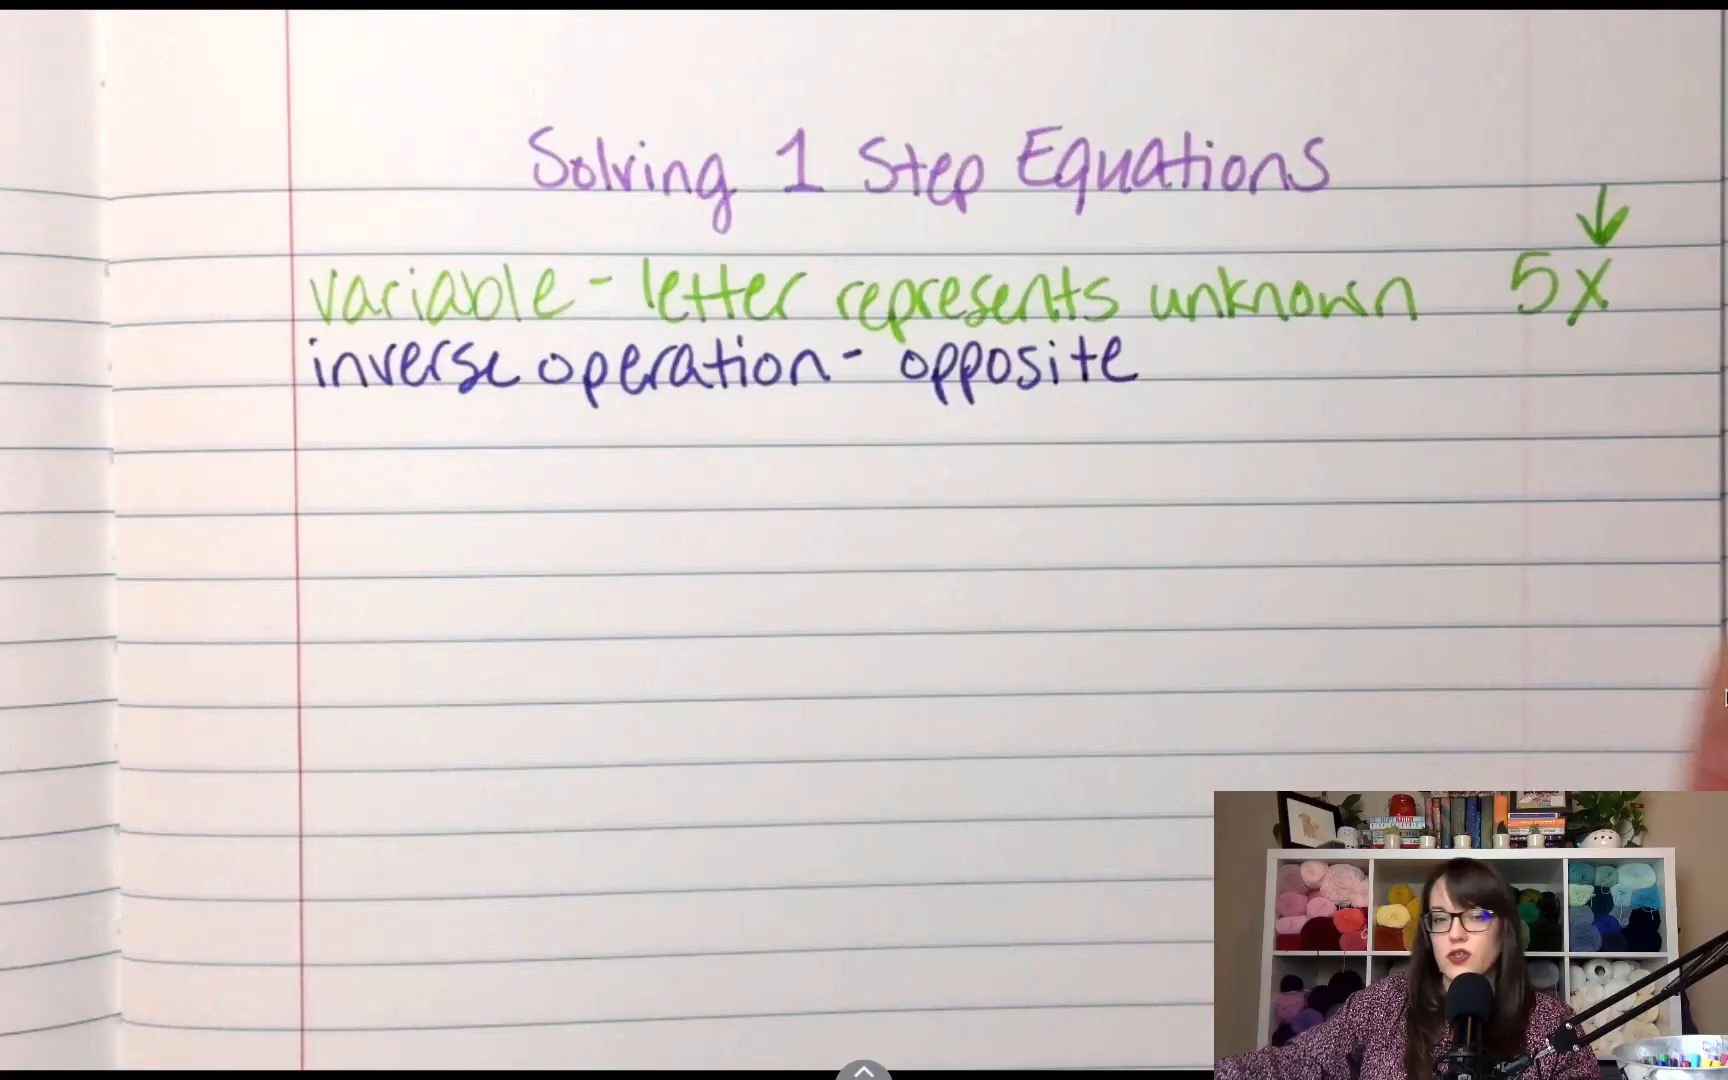 Solving 1 Step Equations
variable - letter represents unknown 5x
inverse operation - opposite